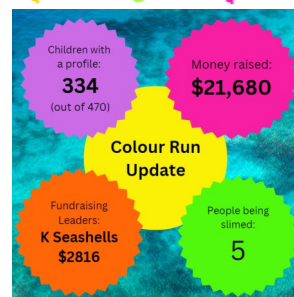 Children with
a profile:
334
(out of 470)
Money raised:
$21,680
Colour Run
Update
Fundraising
Leaders:
K Seashells
$2816
People being
slimed:
5